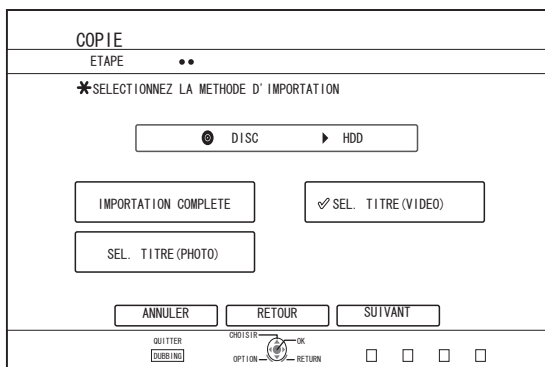 COPIE
ETAPE
SELECTIONNEZ LA METHODE D'IMPORTATION
DISC HDD
IMPORTATION COMPLETE
SEL. TITRE(VIDEO)
SEL. TITRE(PHOTO)
ANNULER RETOUR SUIVANT
QUITTER
DUBBING
CHOISIR OK
OPTION RETURN